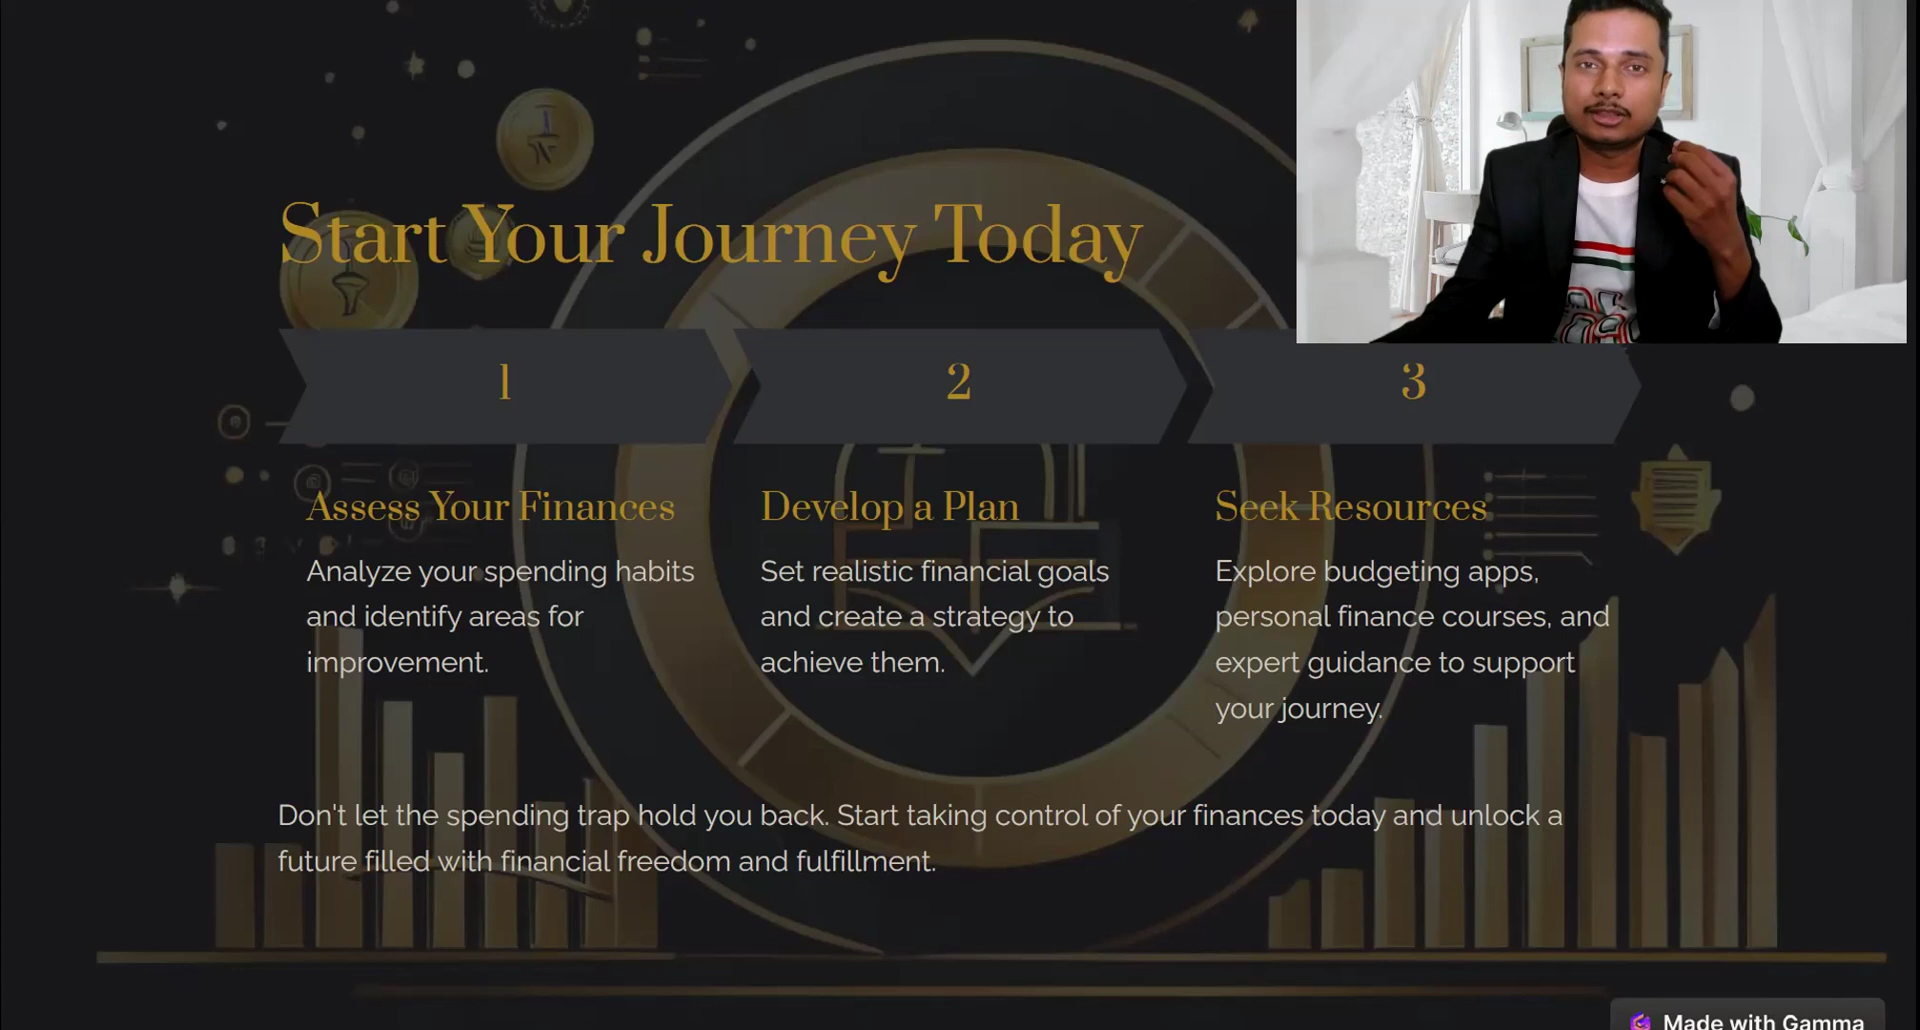 Start Your Journey Today
1
2
3
Assess Your Finances
Analyze your spending habits
and identify areas for
improvement.
Develop a Plan
Set realistic financial goals
and create a strategy to
achieve them.
Seek Resources
Explore budgeting apps,
personal finance courses, and
expert guidance to support
your journey.
Don't let the spending trap hold you back. Start taking control of your finances today and unlock a
future filled with financial freedom and fulfillment.
Made with Gamma